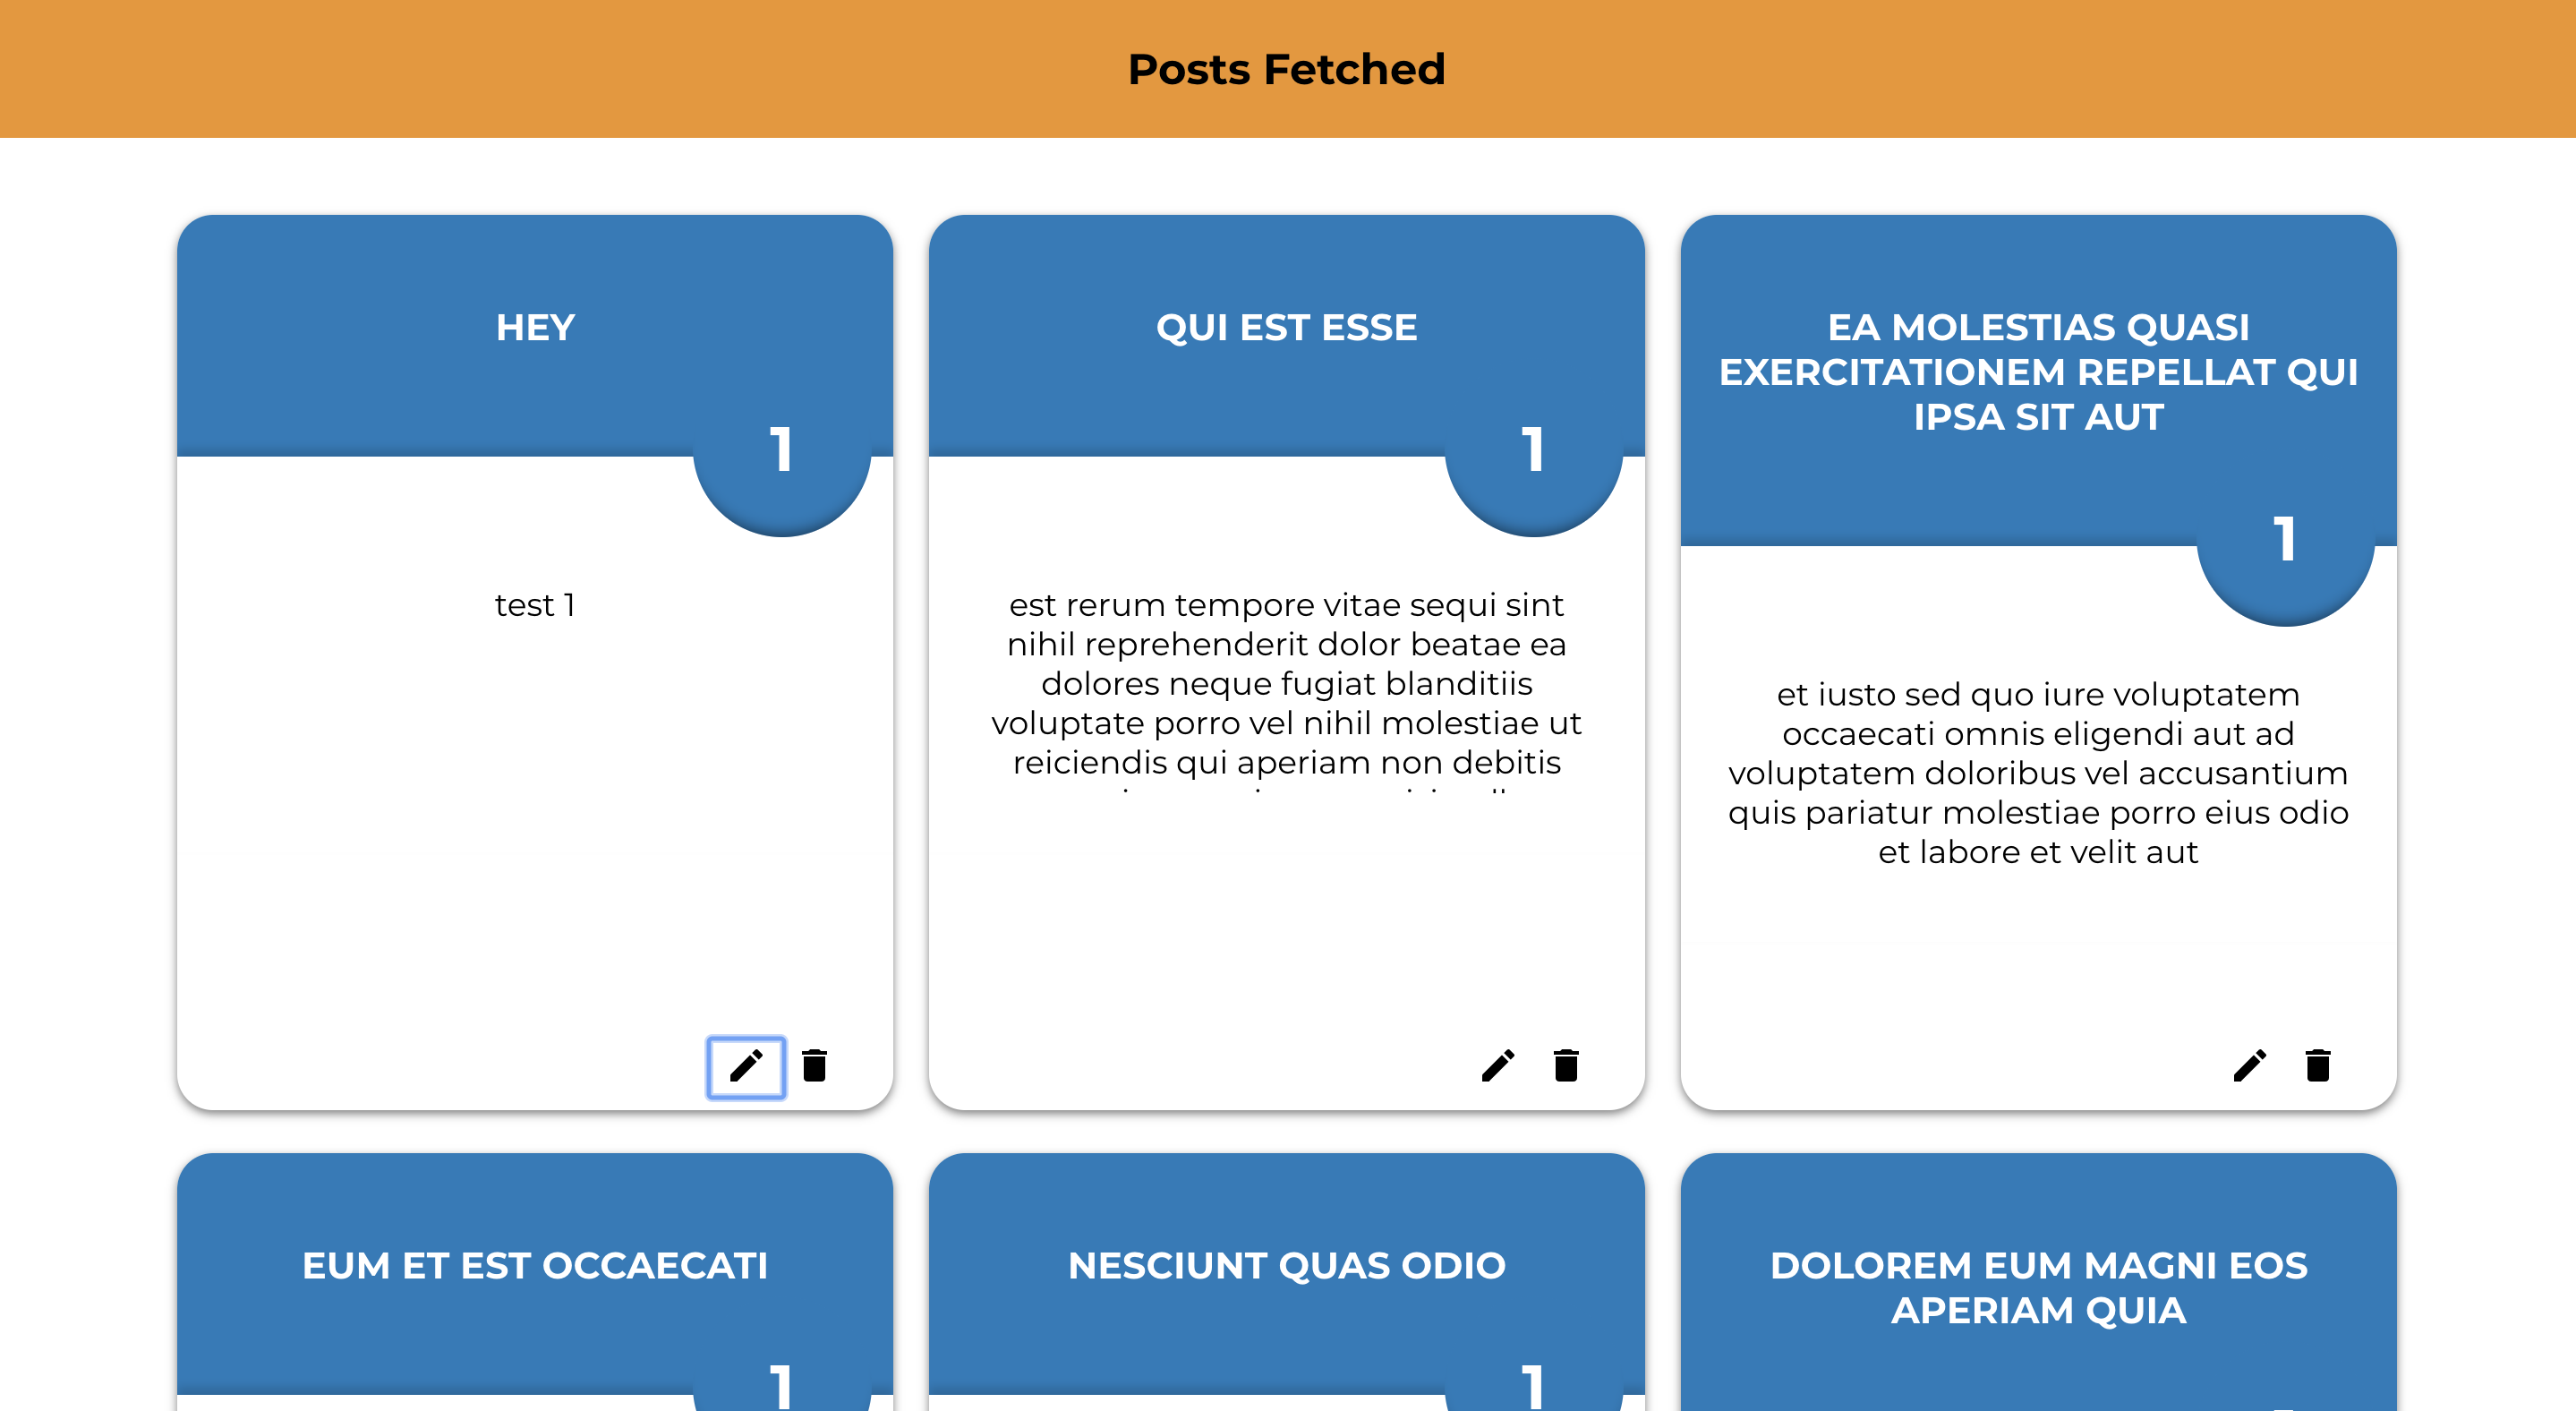 Posts Fetched
HEY
1
test 1
QUI EST ESSE
1
est rerum tempore vitae sequi sint
nihil reprehenderit dolor beatae ea
dolores neque fugiat blanditiis
voluptate porro vel nihil molestiae ut
reiciendis qui aperiam non debitis
EA MOLESTIAS QUASI
EXERCITATIONEM REPELLAT QUI
IPSA SIT AUT
1
et iusto sed quo iure voluptatem
occaecati omnis eligendi aut ad
voluptatem doloribus vel accusantium
quis pariatur molestiae porro eius odio
et labore et velit aut
EUM ET EST OCCAECATI
1
NESCIUNT QUAS ODIO
1
DOLOREM EUM MAGNI EOS
APERIAM QUIA